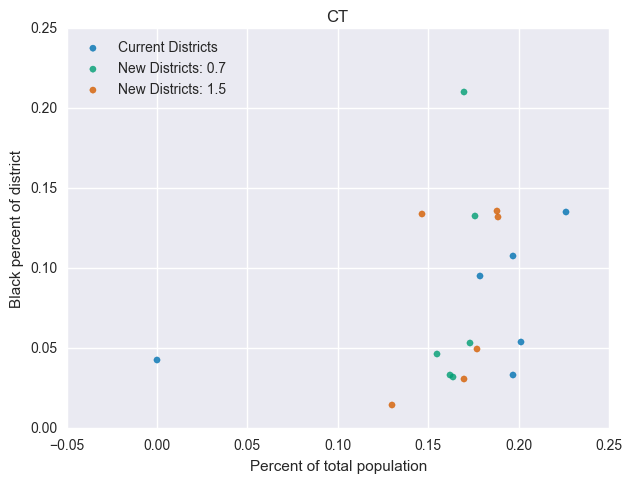 CT
Current Districts
New Districts: 0.7
New Districts: 1.5
Black percent of district
0.25
0.20
0.15
0.10
0.05
0.00
−0.05 0.00 0.05 0.10 0.15 0.20 0.25
Percent of total population